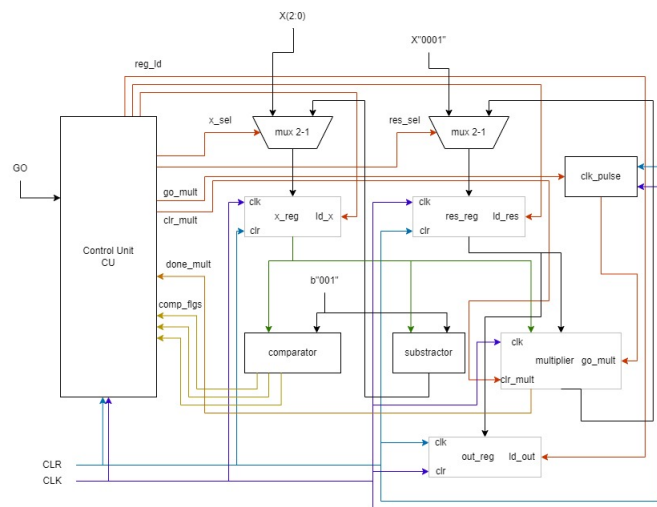 X(2:0)
X"0001"
reg_ld
x_sel
mux 2-1
res_sel
mux 2-1
GO
go_mult
clk_pulse
clk
x_reg
ld_x
clr
clk
res_reg
ld_res
clr
clr_mult
Control Unit
CU
done_mult
b"001"
comp_flgs
comparator
substractor
clk
multiplier
go_mult
clr_mult
clk
out_reg
ld_out
clr
CLR
CLK